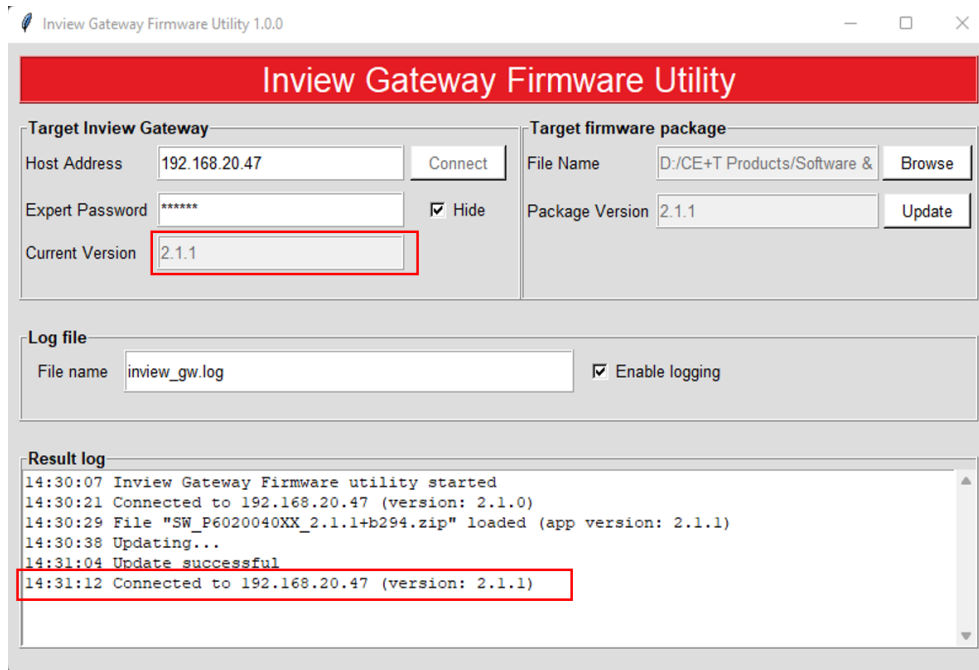 Inview Gateway Firmware Utility 1.0.0
Inview Gateway Firmware Utility
Target Inview Gateway
Host Address 192.168.20.47 Connect
Expert Password ****** Hide
Current Version 2.1.1
Target firmware package
File Name D:/CE+T Products/Software & Browse
Package Version 2.1.1 Update
Log file
File name inview_gw.log Enable logging
Result log
14:30:07 Inview Gateway Firmware utility started
14:30:21 Connected to 192.168.20.47 (version: 2.1.0)
14:30:29 File "SW_P6020040XX_2.1.1+b294.zip" loaded (app version: 2.1.1)
14:30:38 Updating...
14:31:04 Update successful
14:31:12 Connected to 192.168.20.47 (version: 2.1.1)